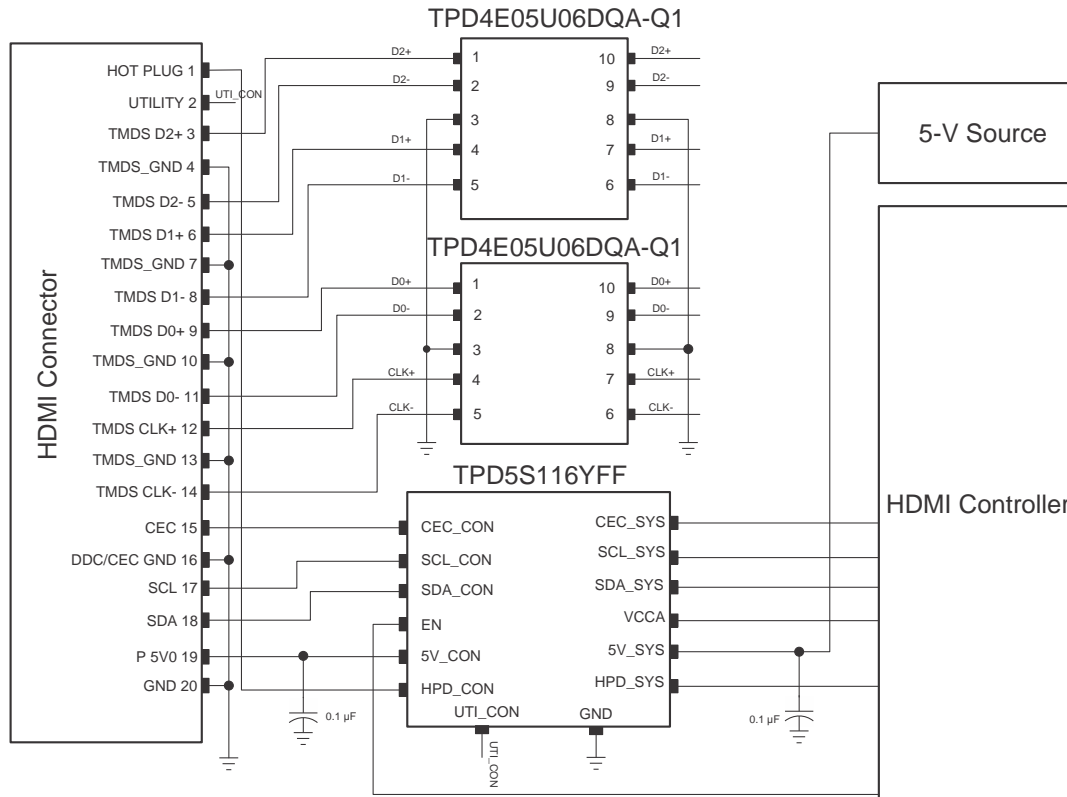 TPD4E05U06DQA-Q1
HDMI Connector
HOT PLUG 1
UTILITY 2
UTI_CON
TMDS D2+ 3
TMDS_GND 4
TMDS D2- 5
TMDS D1+ 6
TMDS_GND 7
TMDS D1- 8
TMDS D0+ 9
TMDS_GND 10
TMDS D0- 11
TMDS CLK+ 12
TMDS_GND 13
TMDS CLK- 14
CEC 15
DDC/CEC GND 16
SCL 17
SDA 18
P 5V0 19
GND 20
0.1 µF
D2+
D2-
D1+
D1-
1
2
3
4
5
10
9
8
7
6
D2+
D2-
D1+
D1-
TPD4E05U06DQA-Q1
D0+
D0-
CLK+
CLK-
1
2
3
4
5
10
9
8
7
6
D0+
D0-
CLK+
CLK-
TPD5S116YFF
CEC_CON
SCL_CON
SDA_CON
EN
5V_CON
HPD_CON
UTI_CON
GND
UTI_CON
CEC_SYS
SCL_SYS
SDA_SYS
VCCA
5V_SYS
HPD_SYS
0.1 µF
5-V Source
HDMI Controller